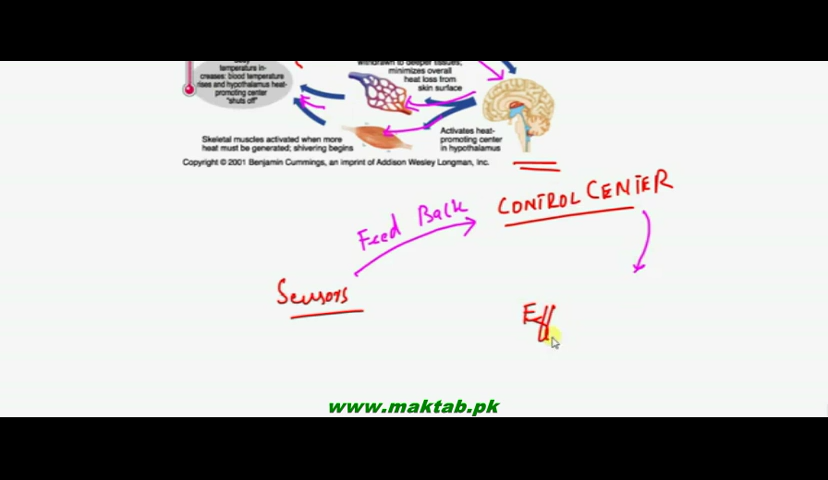 temperature in-
creases: blood temperature
rises and hypothalamus heat-
promoting center
"shuts off"
withdrawn to deeper tissues,
minimizes overall
heat loss from
skin surface
Skeletal muscles activated when more
heat must be generated; shivering begins
Activates heat-
promoting center
in hypothalamus
Copyright © 2001 Benjamin Cummings, an imprint of Addison Wesley Longman, Inc.
CONTROL CENTER
Feed Back
Sensors
Eff
www.maktab.pk